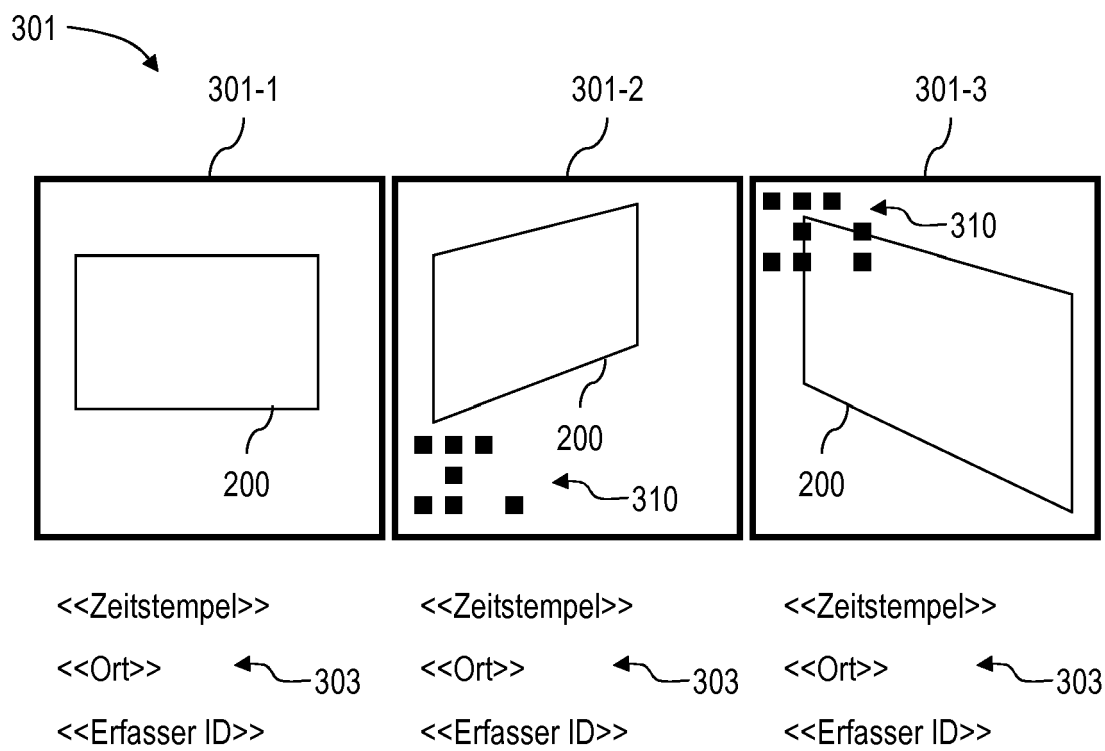 301
301-1 301-2 301-3
310
200 200 200
310
<<Zeitstempel>> <<Zeitstempel>> <<Zeitstempel>>
<<Ort>> 303 <<Ort>> 303 <<Ort>> 303
<<Erfasser ID>> <<Erfasser ID>> <<Erfasser ID>>